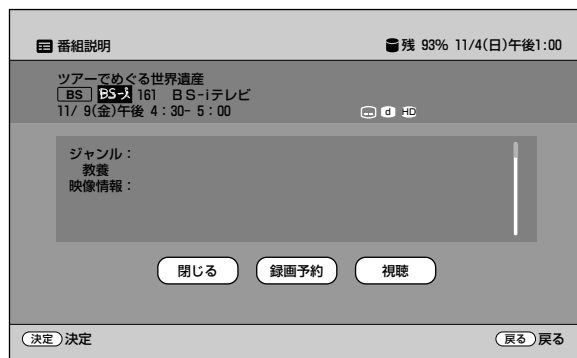 番組説明
残 93% 11/4(日)午後1:00
ツアーでめぐる世界遺産
BS BS-i 161 BS-iテレビ
11/ 9(金)午後 4:30- 5:00
d HD
ジャンル:
教養
映像情報:
閉じる 録画予約 視聴
決定 決定
戻る 戻る